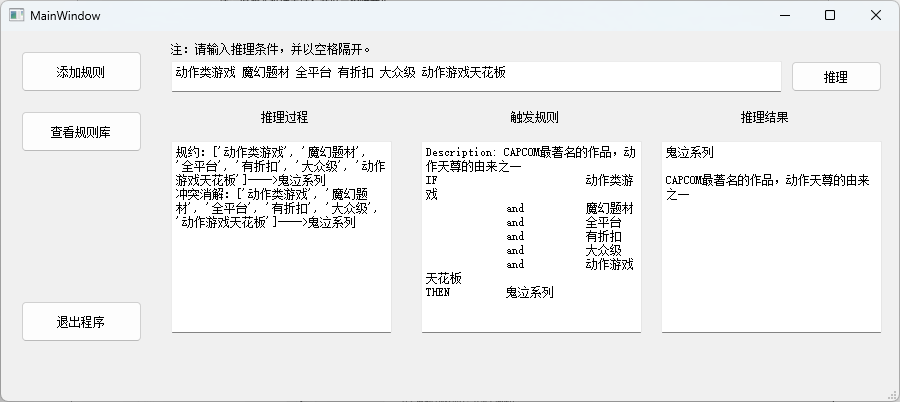 MainWindow
添加规则
查看规则库
退出程序
注：请输入推理条件，并以空格隔开。
动作类游戏 魔幻题材 全平台 有折扣 大众级 动作游戏天花板
推理
推理过程
规约：['动作类游戏', '魔幻题材',
'全平台', '有折扣', '大众级', '动作
游戏天花板']---->鬼泣系列
冲突消解：['动作类游戏', '魔幻题
材', '全平台', '有折扣', '大众级',
'动作游戏天花板']---->鬼泣系列
触发规则
Description: CAPCOM最著名的作品，动
作天尊的由来之一
IF 动作类游
戏
and 魔幻题材
and 全平台
and 有折扣
and 大众级
and 动作游戏
天花板
THEN 鬼泣系列
推理结果
鬼泣系列
CAPCOM最著名的作品，动作天尊的由来
之一